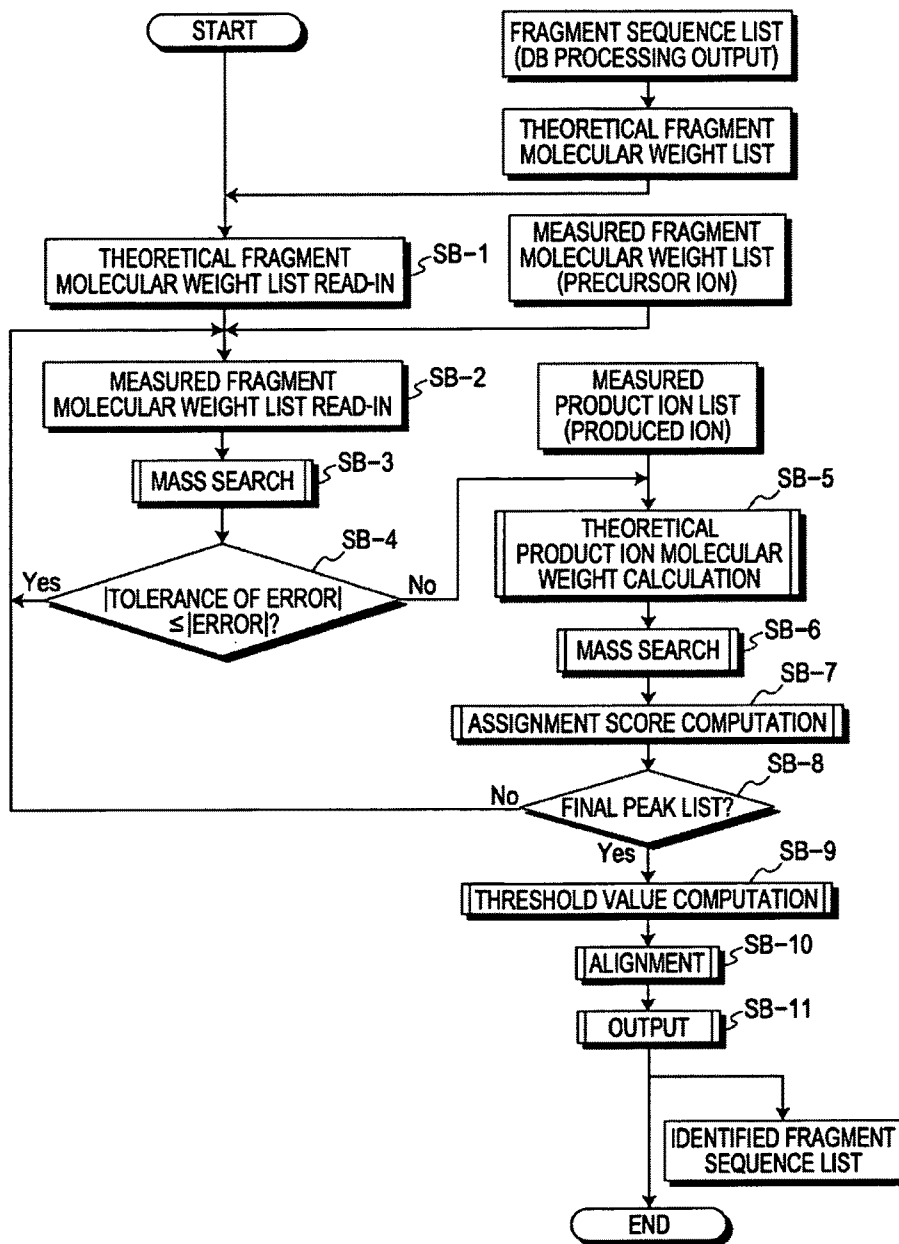 START
FRAGMENT SEQUENCE LIST
(DB PROCESSING OUTPUT)
THEORETICAL FRAGMENT
MOLECULAR WEIGHT LIST
THEORETICAL FRAGMENT
MOLECULAR WEIGHT LIST READ-IN
SB-1
MEASURED FRAGMENT
MOLECULAR WEIGHT LIST
(PRECURSOR ION)
MEASURED FRAGMENT
MOLECULAR WEIGHT LIST READ-IN
SB-2
MEASURED
PRODUCT ION LIST
(PRODUCED ION)
MASS SEARCH
SB-3
SB-4
Yes
|TOLERANCE OF ERROR|
≤|ERROR|?
No
SB-5
THEORETICAL
PRODUCT ION MOLECULAR
WEIGHT CALCULATION
MASS SEARCH
SB-6
SB-7
ASSIGNMENT SCORE COMPUTATION
SB-8
No
FINAL PEAK LIST?
Yes
SB-9
THRESHOLD VALUE COMPUTATION
SB-10
ALIGNMENT
SB-11
OUTPUT
IDENTIFIED FRAGMENT
SEQUENCE LIST
END